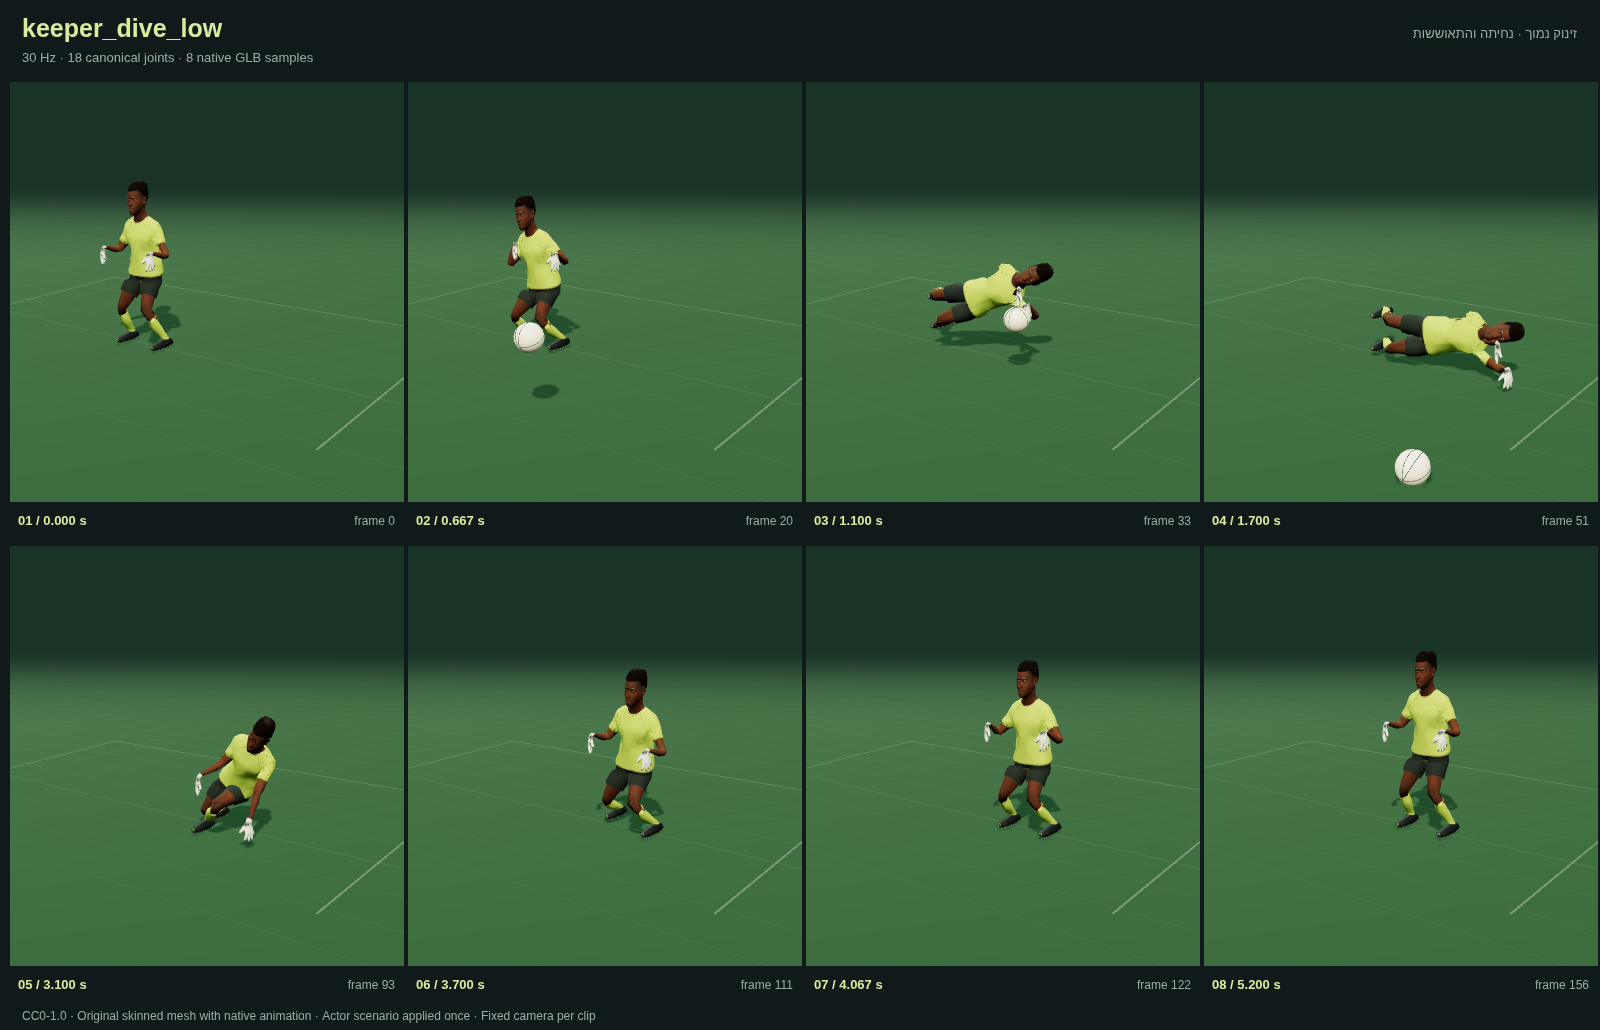 keeper_dive_low
זינוק נמוך · נחיתה והתאוששות
30 Hz · 18 canonical joints · 8 native GLB samples
01 / 0.000 s frame 0
02 / 0.667 s frame 20
03 / 1.100 s frame 33
04 / 1.700 s frame 51
05 / 3.100 s frame 93
06 / 3.700 s frame 111
07 / 4.067 s frame 122
08 / 5.200 s frame 156
CC0-1.0 · Original skinned mesh with native animation · Actor scenario applied once · Fixed camera per clip